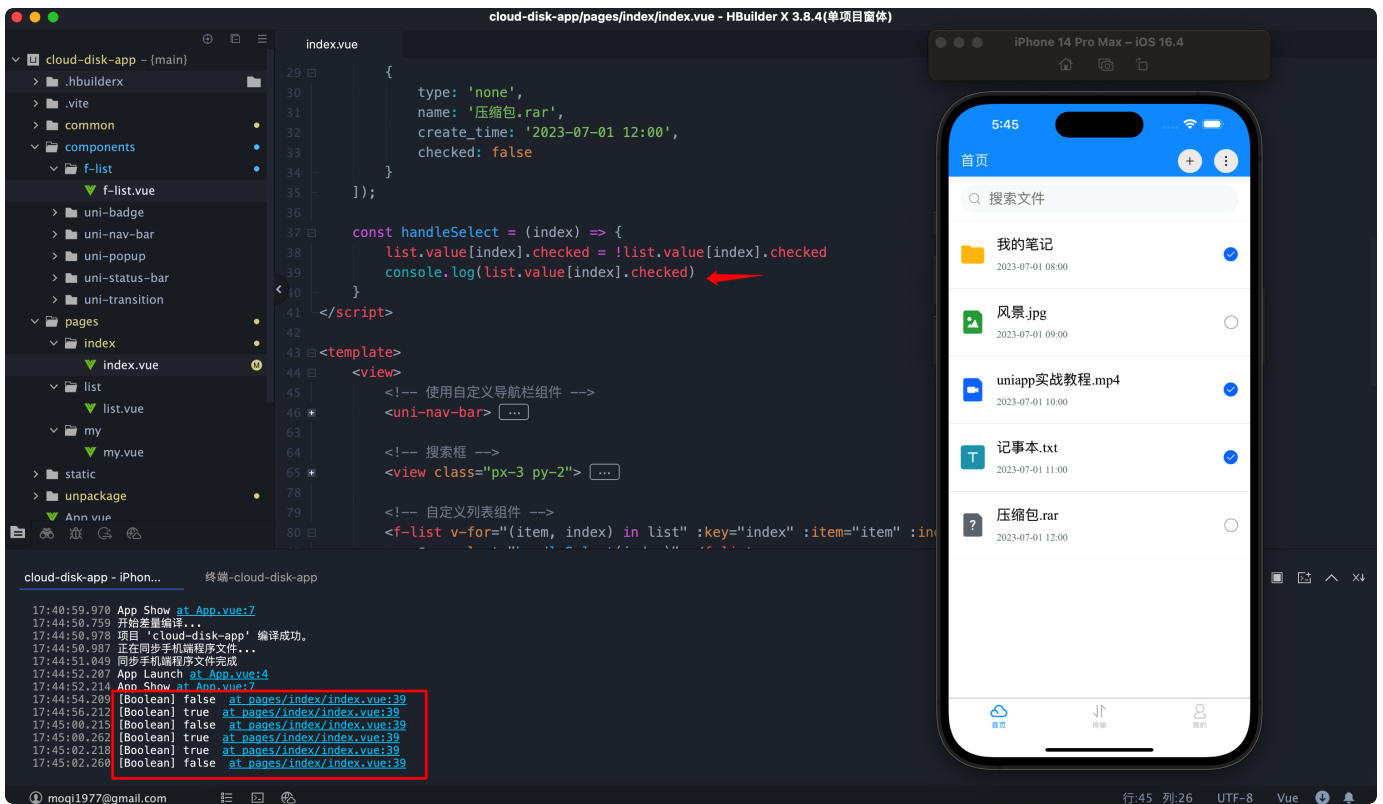 cloud-disk-app/pages/index/index.vue - HBuilder X 3.8.4(单项目窗体)
cloud-disk-app – {main}
.hbuilderx
.vite
common
components
f-list
f-list.vue
uni-badge
uni-nav-bar
uni-popup
uni-status-bar
uni-transition
pages
index
index.vue
M
list
list.vue
my
my.vue
static
unpackage
App.vue
index.vue
29 {
30 type: 'none',
31 name: '压缩包.rar',
32 create_time: '2023-07-01 12:00',
33 checked: false
34 }
35 ]);
36
37 const handleSelect = (index) => {
38 list.value[index].checked = !list.value[index].checked
39 console.log(list.value[index].checked)
40 }
41 </script>
42
43 <template>
44 <view>
45 <!-- 使用自定义导航栏组件 -->
46 <uni-nav-bar> ...
63
64 <!-- 搜索框 -->
65 <view class="px-3 py-2"> ...
78
79 <!-- 自定义列表组件 -->
80 <f-list v-for="(item, index) in list" :key="index" :item="item" :in
iPhone 14 Pro Max – iOS 16.4
5:45
首页
搜索文件
我的笔记
2023-07-01 08:00
风景.jpg
2023-07-01 09:00
uniapp实战教程.mp4
2023-07-01 10:00
T
记事本.txt
2023-07-01 11:00
?
压缩包.rar
2023-07-01 12:00
首页 传输 我的
cloud-disk-app - iPhon... 终端-cloud-disk-app
17:40:59.970 App Show at App.vue:7
17:44:50.759 开始差量编译...
17:44:50.978 项目 'cloud-disk-app' 编译成功。
17:44:50.987 正在同步手机端程序文件...
17:44:51.049 同步手机端程序文件完成
17:44:52.207 App Launch at App.vue:4
17:44:52.214 App Show at App.vue:7
17:44:54.209 [Boolean] false at pages/index/index.vue:39
17:44:56.212 [Boolean] true at pages/index/index.vue:39
17:45:00.215 [Boolean] false at pages/index/index.vue:39
17:45:00.262 [Boolean] true at pages/index/index.vue:39
17:45:02.218 [Boolean] true at pages/index/index.vue:39
17:45:02.260 [Boolean] false at pages/index/index.vue:39
moqi1977@gmail.com
行:45 列:26 UTF-8 Vue